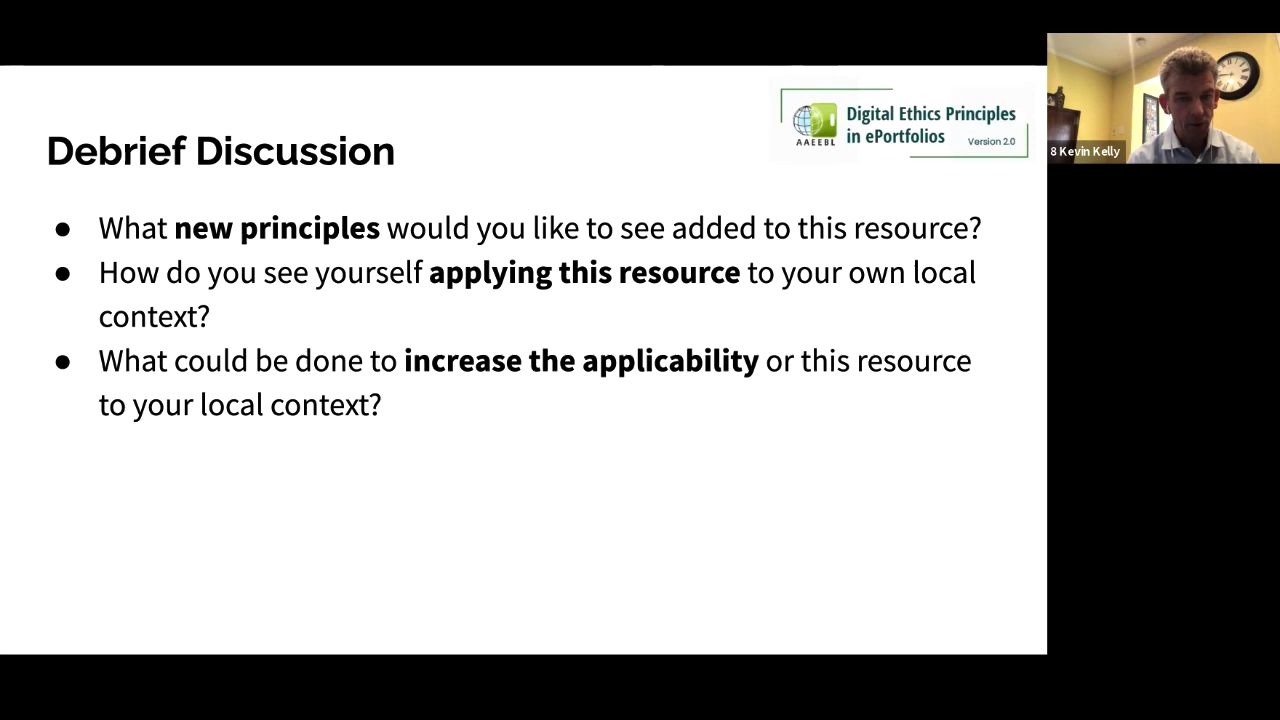 Debrief Discussion
AAEEBL
Digital Ethics Principles
in ePortfolios
Version 2.0
● What new principles would you like to see added to this resource?
● How do you see yourself applying this resource to your own local
context?
● What could be done to increase the applicability or this resource
to your local context?
8 Kevin Kelly